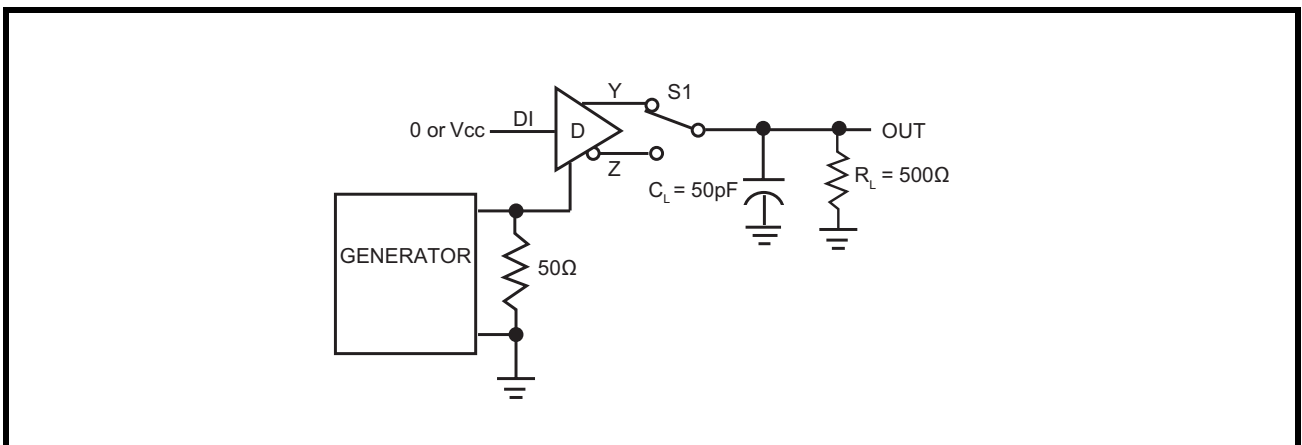 Y
S1
0 or Vcc
DI
D
OUT
Z
C_L = 50pF
R_L = 500Ω
GENERATOR
50Ω